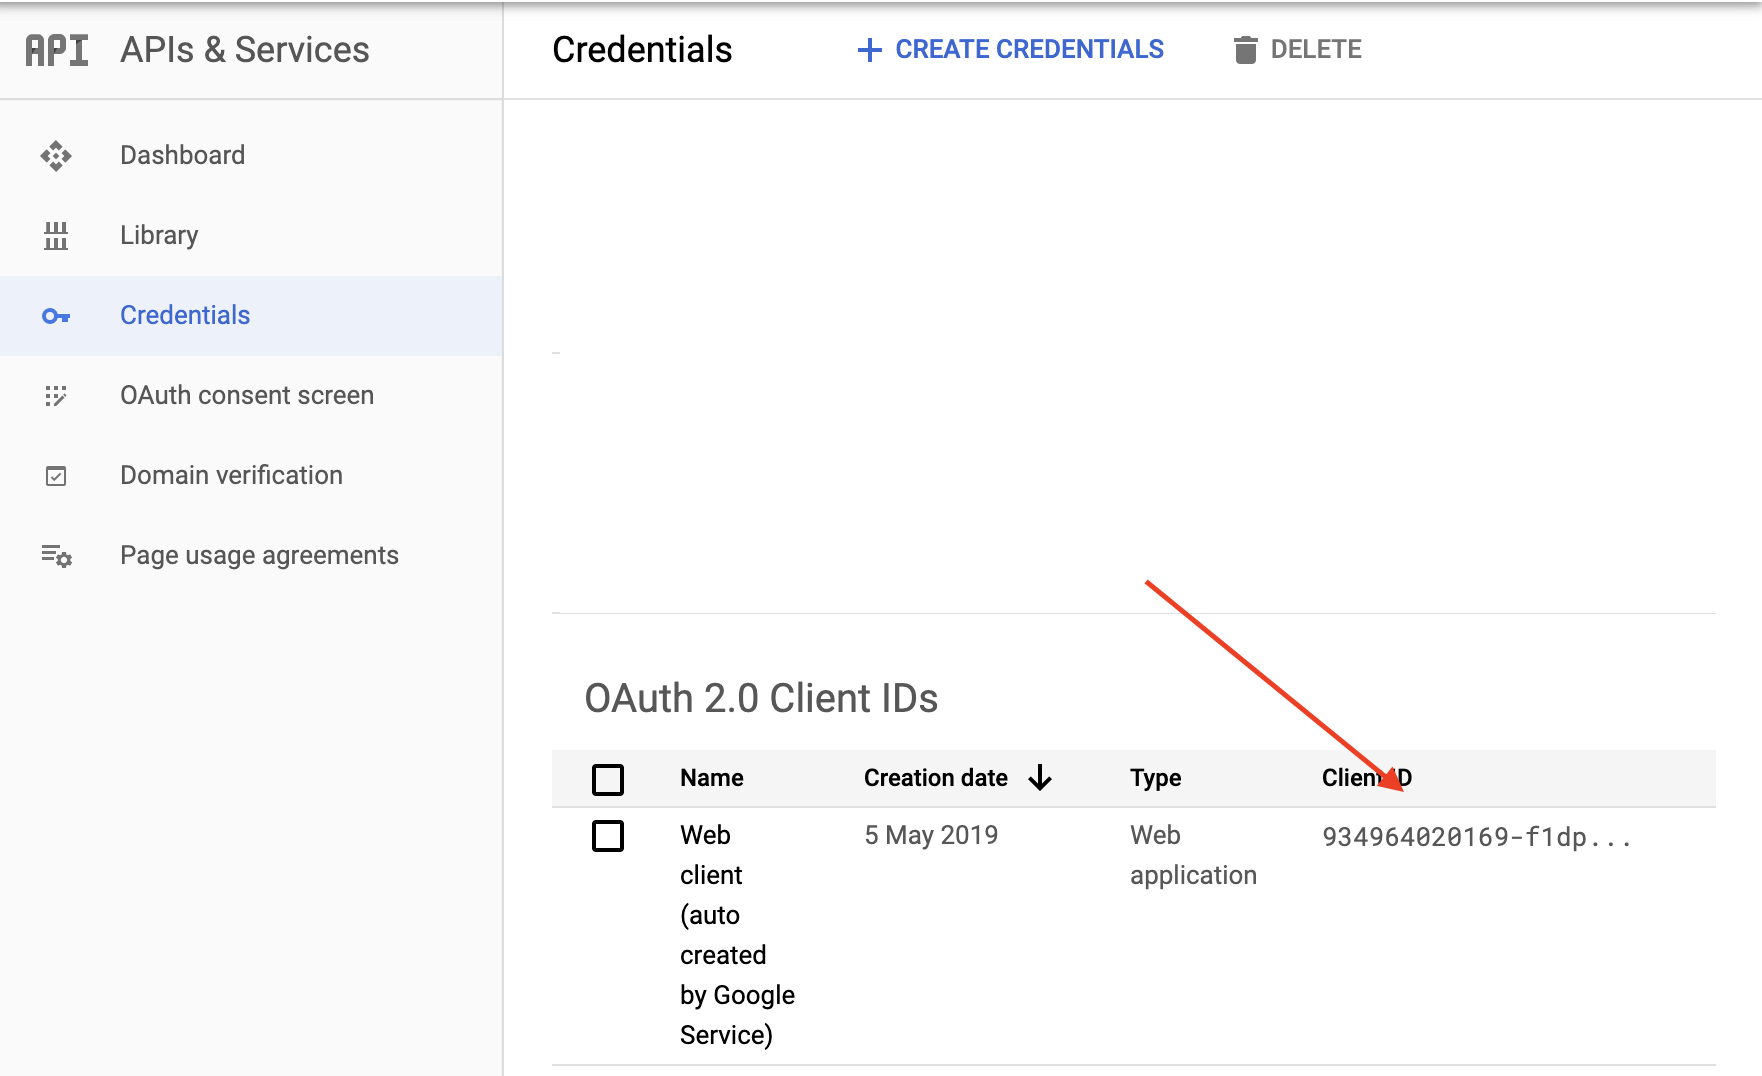 API APIs & Services
Credentials
CREATE CREDENTIALS
DELETE
Dashboard
Library
Credentials
OAuth consent screen
Domain verification
Page usage agreements
OAuth 2.0 Client IDs
Name Creation date Type Client ID
Web client (auto created by Google Service) 5 May 2019 Web application 934964020169-f1dp...